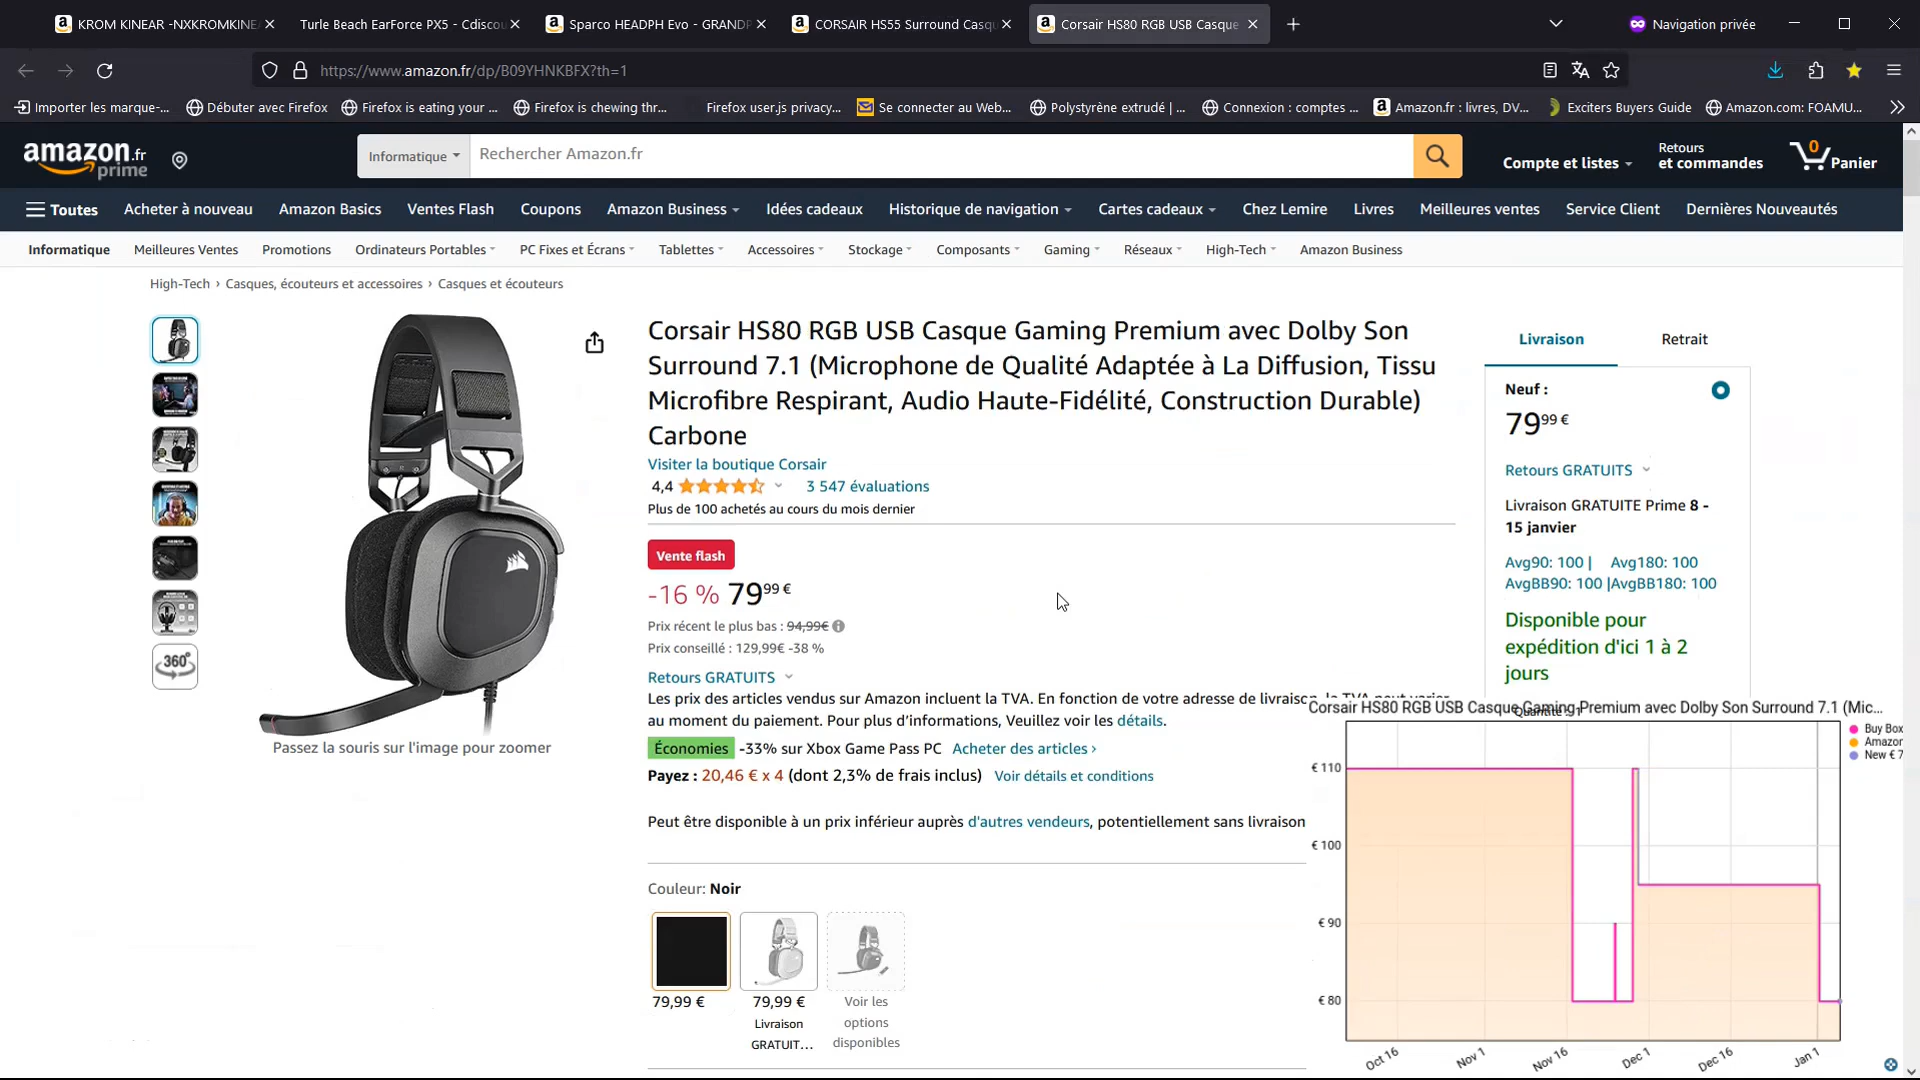 KROM KINEAR -NXKROMKINE
Turle Beach EarForce PX5 - Cdiscou
Sparco HEADPH Evo - GRANDP
CORSAIR HS55 Surround Casqu
Corsair HS80 RGB USB Casque
Navigation privée
https://www.amazon.fr/dp/B09YHNKBFX?th=1
Importer les marque-...
Débuter avec Firefox
Firefox is eating your ...
Firefox is chewing thr...
Firefox user.js privacy...
Se connecter au Web...
Polystyrène extrudé | ...
Connexion : comptes ...
Amazon.fr : livres, DV...
Exciters Buyers Guide
Amazon.com: FOAMU...
amazon.fr
prime
Informatique
Rechercher Amazon.fr
Compte et listes
Retours
et commandes
0
Panier
Toutes
Acheter à nouveau
Amazon Basics
Ventes Flash
Coupons
Amazon Business
Idées cadeaux
Historique de navigation
Cartes cadeaux
Chez Lemire
Livres
Meilleures ventes
Service Client
Dernières Nouveautés
Informatique
Meilleures Ventes
Promotions
Ordinateurs Portables
PC Fixes et Écrans
Tablettes
Accessoires
Stockage
Composants
Gaming
Réseaux
High-Tech
Amazon Business
High-Tech › Casques, écouteurs et accessoires › Casques et écouteurs
360°
Passez la souris sur l'image pour zoomer
Corsair HS80 RGB USB Casque Gaming Premium avec Dolby Son
Surround 7.1 (Microphone de Qualité Adaptée à La Diffusion, Tissu
Microfibre Respirant, Audio Haute-Fidélité, Construction Durable)
Carbone
Visiter la boutique Corsair
4,4
3 547 évaluations
Plus de 100 achetés au cours du mois dernier
Vente flash
-16 % 79,99 €
Prix récent le plus bas : 94,99€
Prix conseillé : 129,99€ -38 %
Retours GRATUITS
Les prix des articles vendus sur Amazon incluent la TVA. En fonction de votre adresse de livraison, la TVA peut varier
au moment du paiement. Pour plus d’informations, Veuillez voir les détails.
Économies -33% sur Xbox Game Pass PC Acheter des articles ›
Payez : 20,46 € x 4 (dont 2,3% de frais inclus) Voir détails et conditions
Peut être disponible à un prix inférieur auprès d'autres vendeurs, potentiellement sans livraison
Couleur: Noir
79,99 €
79,99 €
Livraison
GRATUIT...
Voir les
options
disponibles
Livraison
Retrait
Neuf :
79,99 €
Retours GRATUITS
Livraison GRATUITE Prime 8 -
15 janvier
Avg90: 100 | Avg180: 100
AvgBB90: 100 |AvgBB180: 100
Disponible pour
expédition d'ici 1 à 2
jours
Quantité : 1
Corsair HS80 RGB USB Casque Gaming Premium avec Dolby Son Surround 7.1 (Mic...
Buy Box
Amazon
New € 7
€ 110
€ 100
€ 90
€ 80
Oct 16
Nov 1
Nov 16
Dec 1
Dec 16
Jan 1